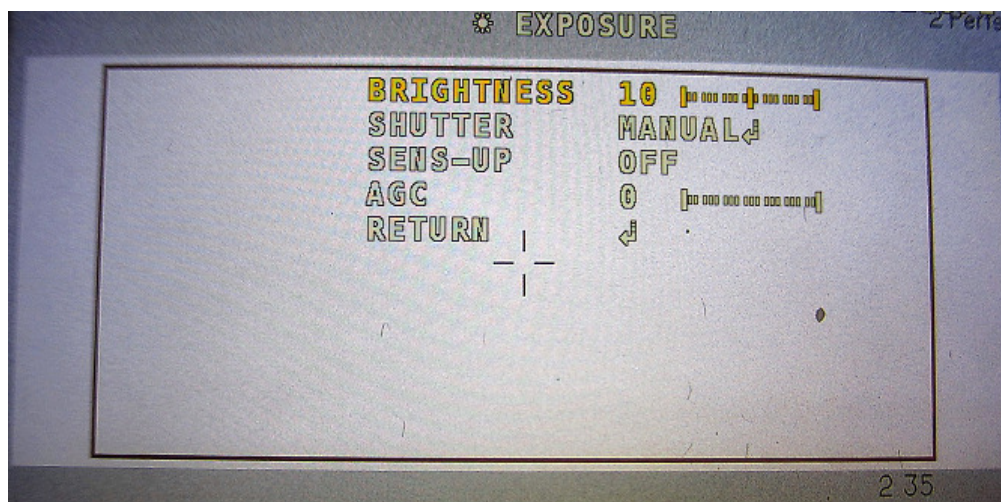 EXPOSURE
BRIGHTNESS 10
SHUTTER MANUAL↲
SENS-UP OFF
AGC 0
RETURN ↲
2.35